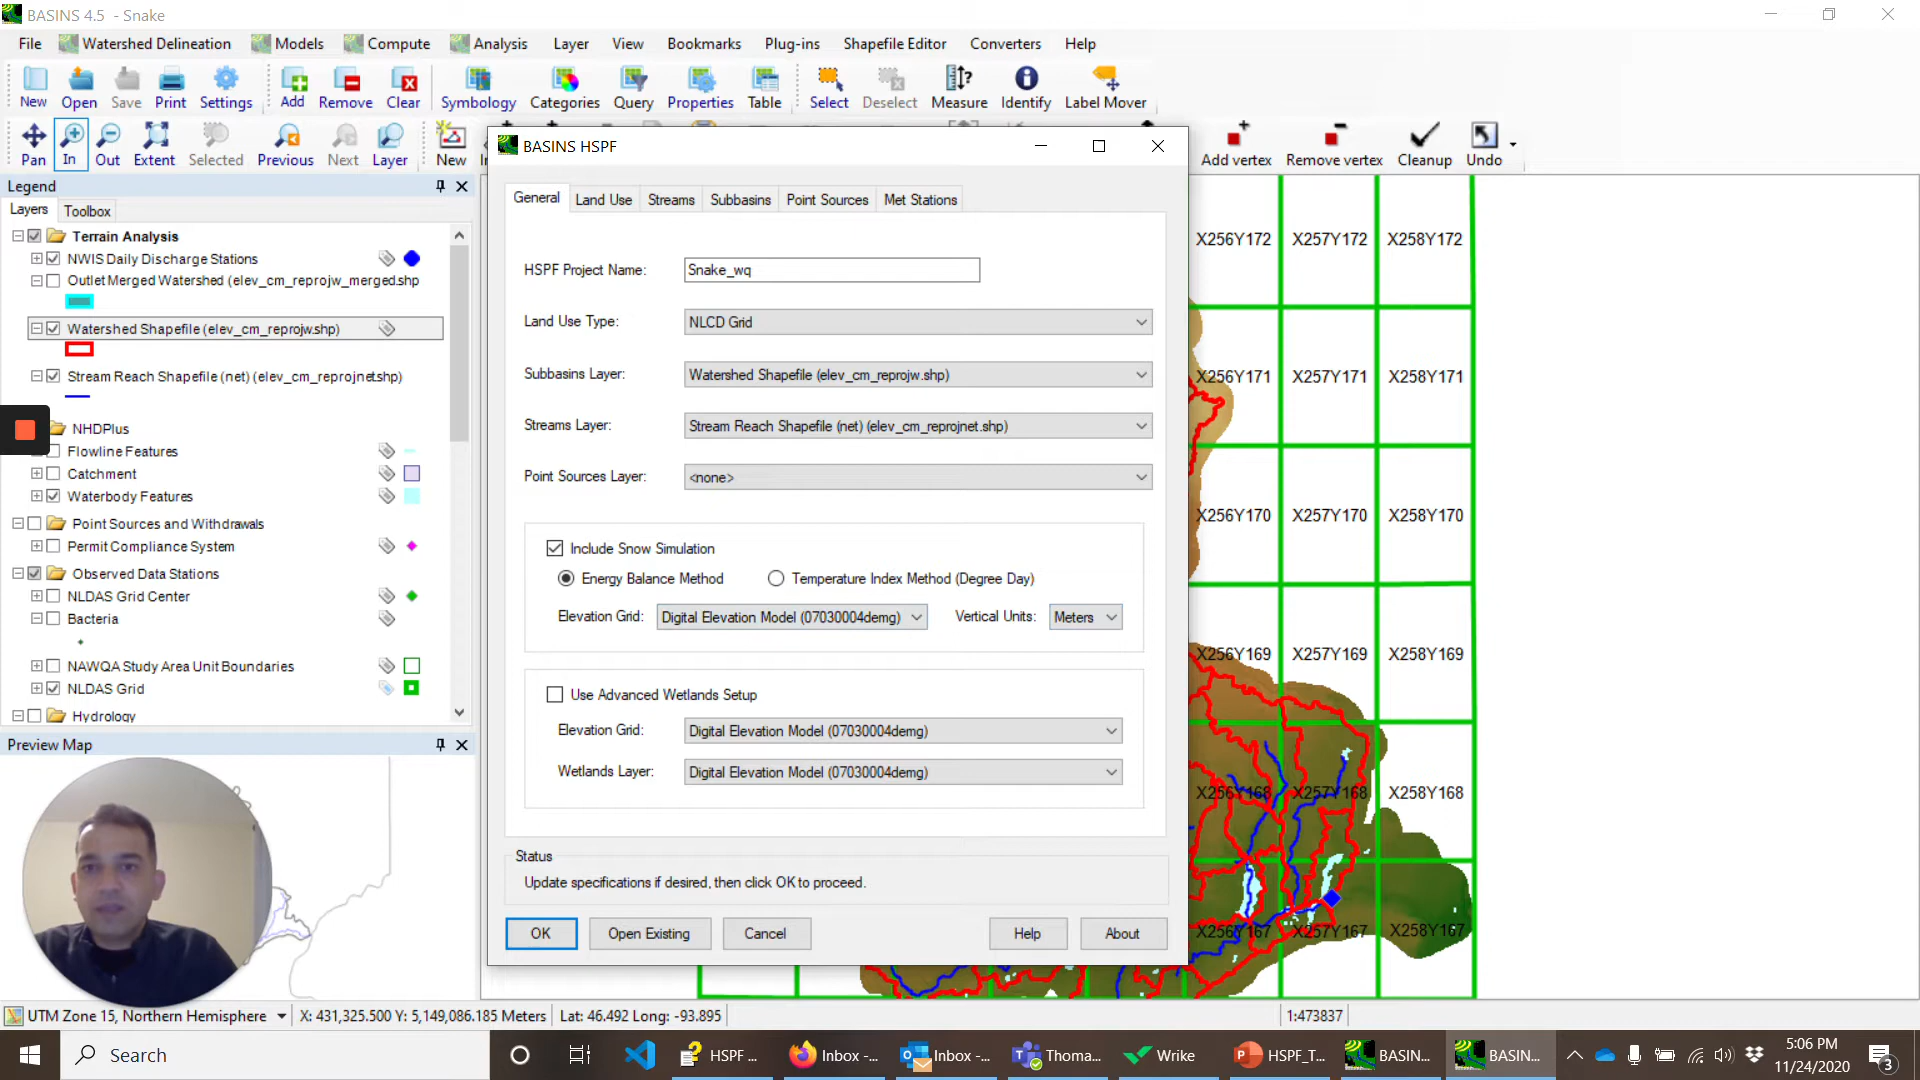 BASINS 4.5 - Snake
File Watershed Delineation Models Compute Analysis Layer View Bookmarks Plug-ins Shapefile Editor Converters Help
New Open Save Print Settings Add Remove Clear Symbology Categories Query Properties Table Select Deselect Measure Identify Label Mover
Pan In Out Extent Selected Previous Next Layer New Add vertex Remove vertex Cleanup Undo
Legend
Layers Toolbox
Terrain Analysis
NWIS Daily Discharge Stations
Outlet Merged Watershed (elev_cm_reprojw_merged.shp
Watershed Shapefile (elev_cm_reprojw.shp)
Stream Reach Shapefile (net) (elev_cm_reprojnet.shp)
NHDPlus
Flowline Features
Catchment
Waterbody Features
Point Sources and Withdrawals
Permit Compliance System
Observed Data Stations
NLDAS Grid Center
Bacteria
NAWQA Study Area Unit Boundaries
NLDAS Grid
Hydrology
Preview Map
BASINS HSPF
General Land Use Streams Subbasins Point Sources Met Stations
HSPF Project Name: Snake_wq
Land Use Type: NLCD Grid
Subbasins Layer: Watershed Shapefile (elev_cm_reprojw.shp)
Streams Layer: Stream Reach Shapefile (net) (elev_cm_reprojnet.shp)
Point Sources Layer: <none>
Include Snow Simulation
Energy Balance Method Temperature Index Method (Degree Day)
Elevation Grid: Digital Elevation Model (07030004demg) Vertical Units: Meters
Use Advanced Wetlands Setup
Elevation Grid: Digital Elevation Model (07030004demg)
Wetlands Layer: Digital Elevation Model (07030004demg)
Status
Update specifications if desired, then click OK to proceed.
OK Open Existing Cancel Help About
X256Y172 X257Y172 X258Y172
X256Y171 X257Y171 X258Y171
X256Y170 X257Y170 X258Y170
X256Y169 X257Y169 X258Y169
X256Y168 X257Y168 X258Y168
X256Y167 X257Y167 X258Y167
UTM Zone 15, Northern Hemisphere X: 431,325.500 Y: 5,149,086.185 Meters Lat: 46.492 Long: -93.895 1:473837
Search HSPF ... Inbox -... Inbox -... Thoma... Wrike HSPF_T... BASIN... BASIN...
5:06 PM
11/24/2020
3